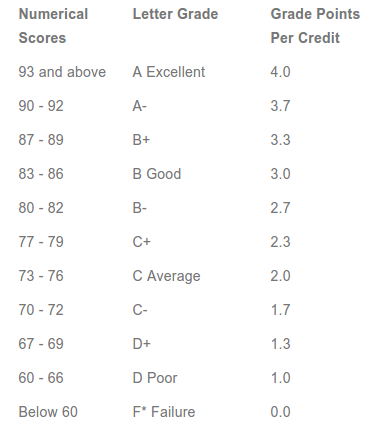 Numerical Scores Letter Grade Grade Points Per Credit
93 and above A Excellent 4.0
90 - 92 A- 3.7
87 - 89 B+ 3.3
83 - 86 B Good 3.0
80 - 82 B- 2.7
77 - 79 C+ 2.3
73 - 76 C Average 2.0
70 - 72 C- 1.7
67 - 69 D+ 1.3
60 - 66 D Poor 1.0
Below 60 F* Failure 0.0